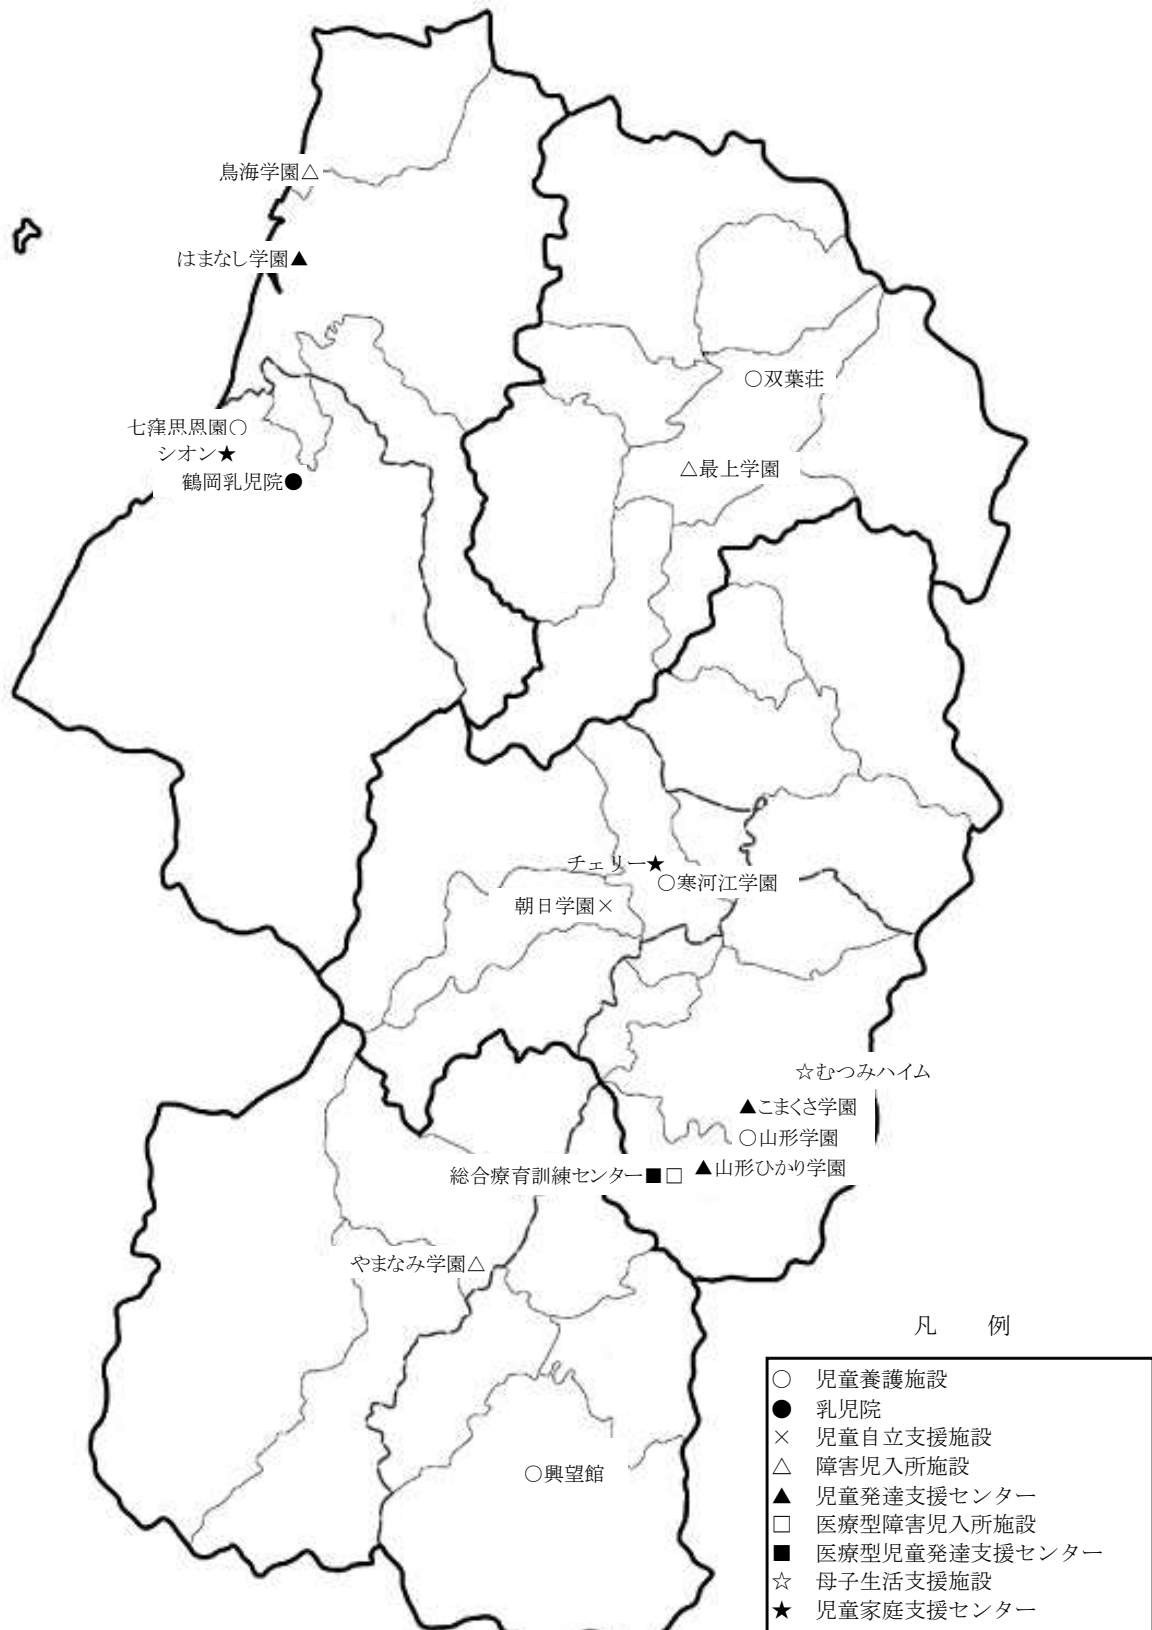 鳥海学園△
はまなし学園▲
○双葉荘
七窪思恩園○
シオン★
鶴岡乳児院●
△最上学園
チェリー★
○寒河江学園
朝日学園×
☆むつみハイム
▲こまくさ学園
○山形学園
総合療育訓練センター■□
▲山形ひかり学園
やまなみ学園△
○興望館
凡　例
○　児童養護施設
●　乳児院
×　児童自立支援施設
△　障害児入所施設
▲　児童発達支援センター
□　医療型障害児入所施設
■　医療型児童発達支援センター
☆　母子生活支援施設
★　児童家庭支援センター